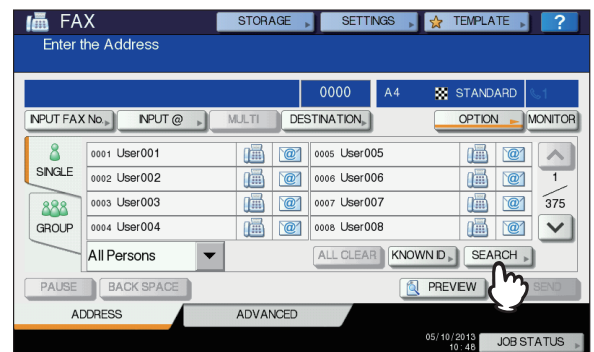 FAX STORAGE SETTINGS TEMPLATE ?
Enter the Address
0000 A4 STANDARD 1
INPUT FAX No. INPUT @ MULTI DESTINATION OPTION MONITOR
SINGLE
0001 User001 @ 0005 User005 @
0002 User002 @ 0006 User006 @
1
0003 User003 @ 0007 User007 @
375
GROUP
0004 User004 @ 0008 User008 @
All Persons ALL CLEAR KNOWN ID SEARCH
PAUSE BACK SPACE PREVIEW SEND
ADDRESS ADVANCED
05/10/2013
10:48 JOB STATUS